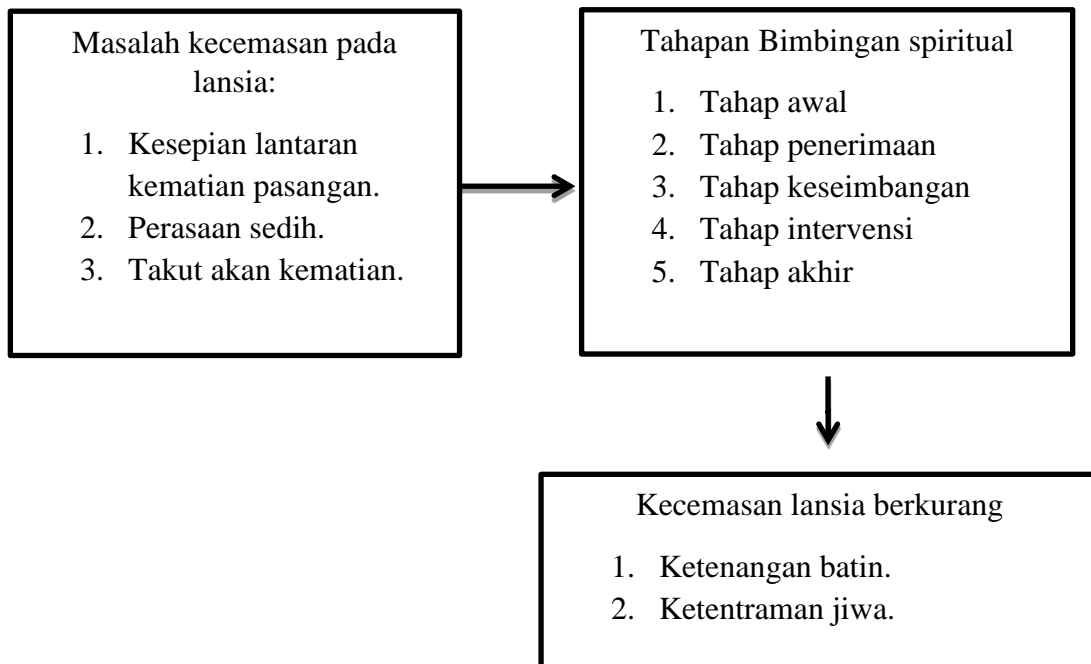 Masalah kecemasan pada
lansia:
1. Kesepian lantaran
kematian pasangan.
2. Perasaan sedih.
3. Takut akan kematian.
Tahapan Bimbingan spiritual
1. Tahap awal
2. Tahap penerimaan
3. Tahap keseimbangan
4. Tahap intervensi
5. Tahap akhir
Kecemasan lansia berkurang
1. Ketenangan batin.
2. Ketentraman jiwa.